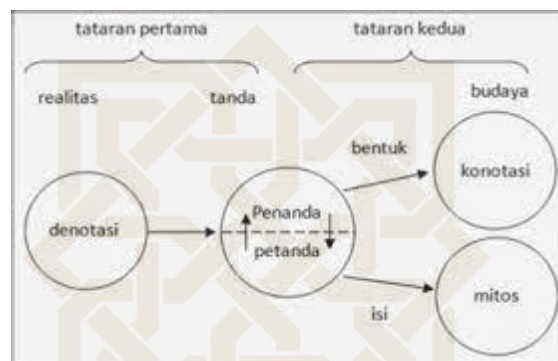 tataran pertama
tataran kedua
realitas
tanda
budaya
bentuk
konotasi
denotasi
Penanda
petanda
mitos
isi